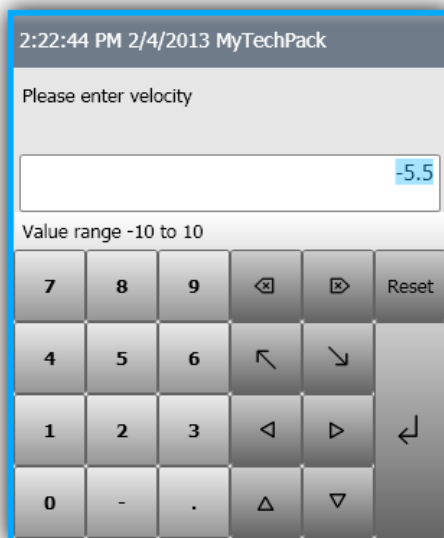 2:22:44 PM 2/4/2013 MyTechPack
Please enter velocity
-5.5
Value range -10 to 10
7 8 9 Reset
4 5 6
1 2 3
0 - .